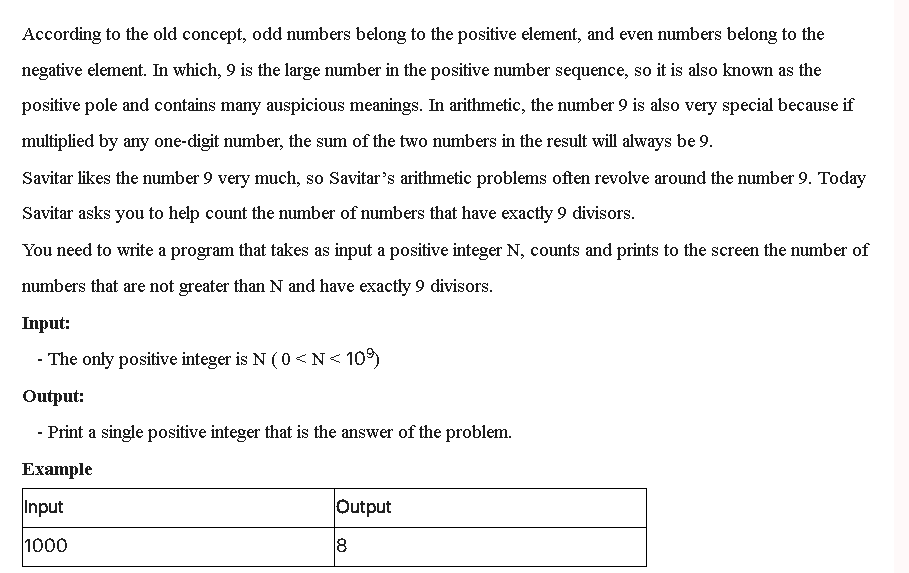 According to the old concept, odd numbers belong to the positive element, and even numbers belong to the
negative element. In which, 9 is the large number in the positive number sequence, so it is also known as the
positive pole and contains many auspicious meanings. In arithmetic, the number 9 is also very special because if
multiplied by any one-digit number, the sum of the two numbers in the result will always be 9.
Savitar likes the number 9 very much, so Savitar’s arithmetic problems often revolve around the number 9. Today
Savitar asks you to help count the number of numbers that have exactly 9 divisors.
You need to write a program that takes as input a positive integer N, counts and prints to the screen the number of
numbers that are not greater than N and have exactly 9 divisors.
Input:
- The only positive integer is N ( 0 < N < 10⁹)
Output:
- Print a single positive integer that is the answer of the problem.
Example
Input Output
1000 8